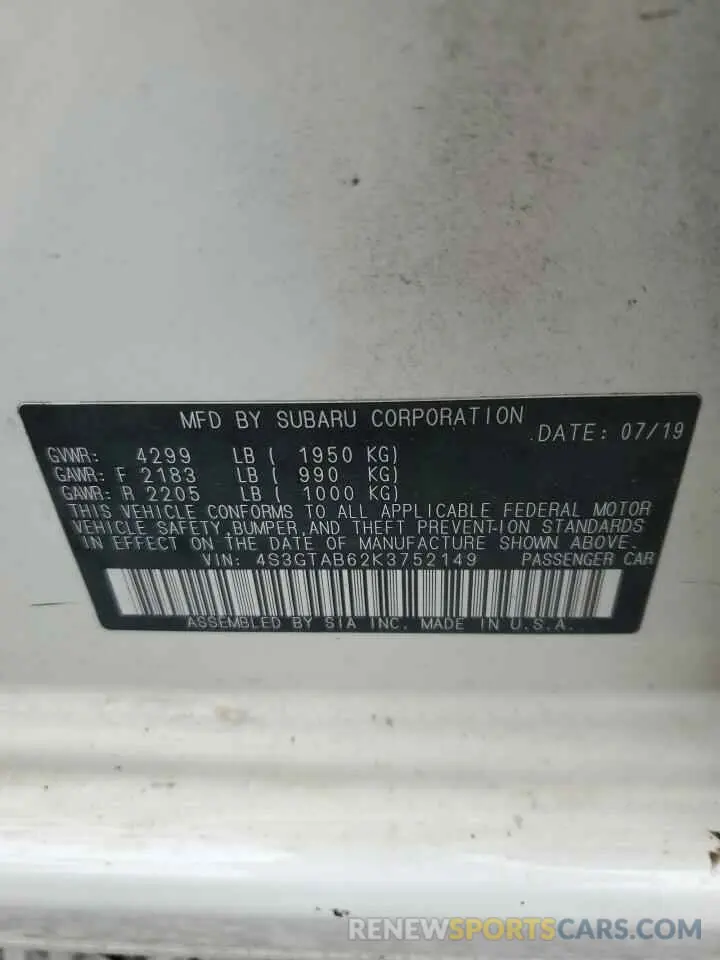 MFD BY SUBARU CORPORATION
DATE: 07/19
GVWR: 4299 LB ( 1950 KG)
GAWR: F 2183 LB ( 990 KG)
GAWR: R 2205 LB ( 1000 KG)
THIS VEHICLE CONFORMS TO ALL APPLICABLE FEDERAL MOTOR
VEHICLE SAFETY,BUMPER,AND THEFT PREVENTION STANDARDS
IN EFFECT ON THE DATE OF MANUFACTURE SHOWN ABOVE.
VIN: 4S3GTAB62K3752149 PASSENGER CAR
ASSEMBLED BY SIA INC. MADE IN U.S.A.
RENEWSPORTSCARS.COM